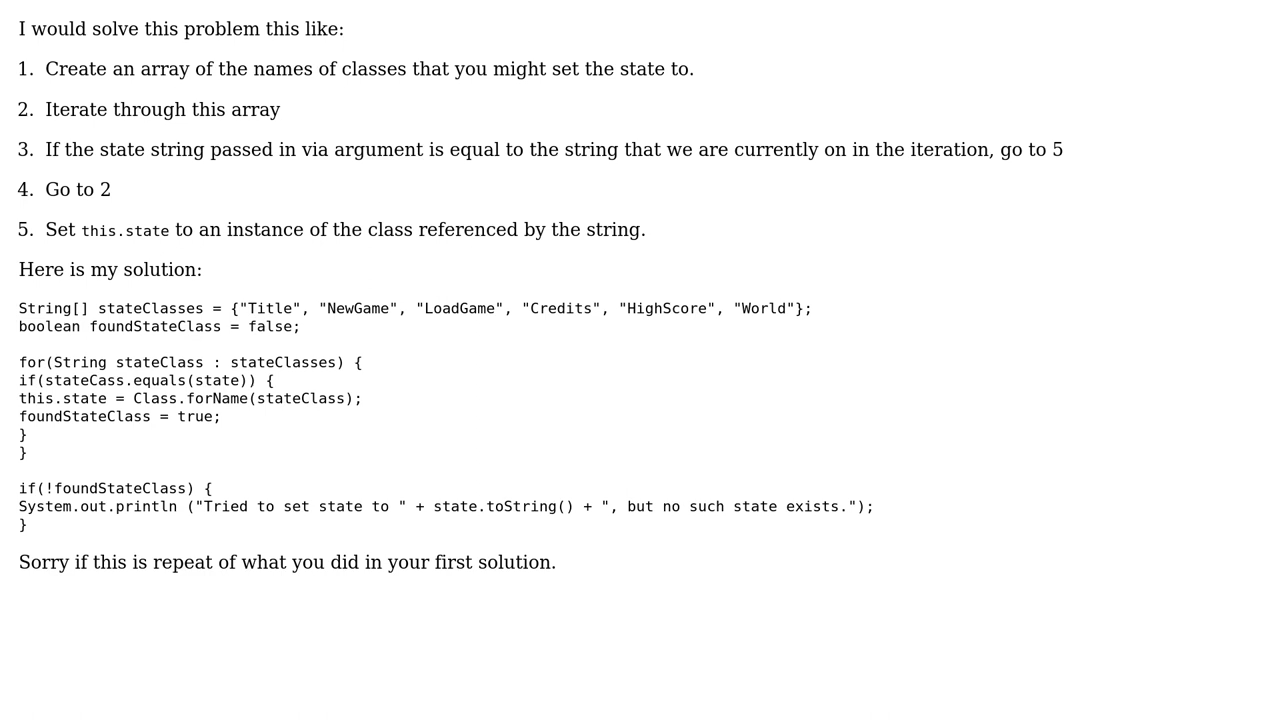 I would solve this problem this like:
1. Create an array of the names of classes that you might set the state to.
2. Iterate through this array
3. If the state string passed in via argument is equal to the string that we are currently on in the iteration, go to 5
4. Go to 2
5. Set this.state to an instance of the class referenced by the string.
Here is my solution:
String[] stateClasses = {"Title", "NewGame", "LoadGame", "Credits", "HighScore", "World"};
boolean foundStateClass = false;
for(String stateClass : stateClasses) {
if(stateCass.equals(state)) {
this.state = Class.forName(stateClass);
foundStateClass = true;
}
}
if(!foundStateClass) {
System.out.println ("Tried to set state to " + state.toString() + ", but no such state exists.");
}
Sorry if this is repeat of what you did in your first solution.